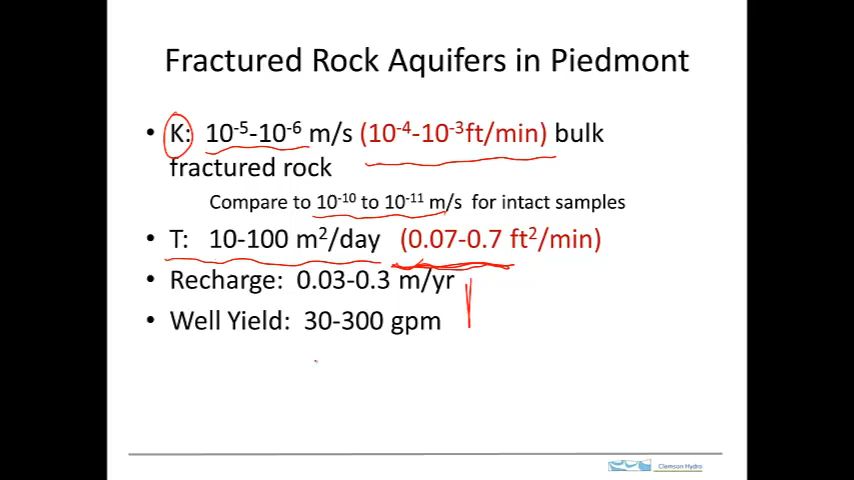 Fractured Rock Aquifers in Piedmont
• K: 10⁻⁵-10⁻⁶ m/s (10⁻⁴-10⁻³ft/min) bulk
fractured rock
Compare to 10⁻¹⁰ to 10⁻¹¹ m/s for intact samples
• T: 10-100 m²/day (0.07-0.7 ft²/min)
• Recharge: 0.03-0.3 m/yr
• Well Yield: 30-300 gpm
Clemson Hydro